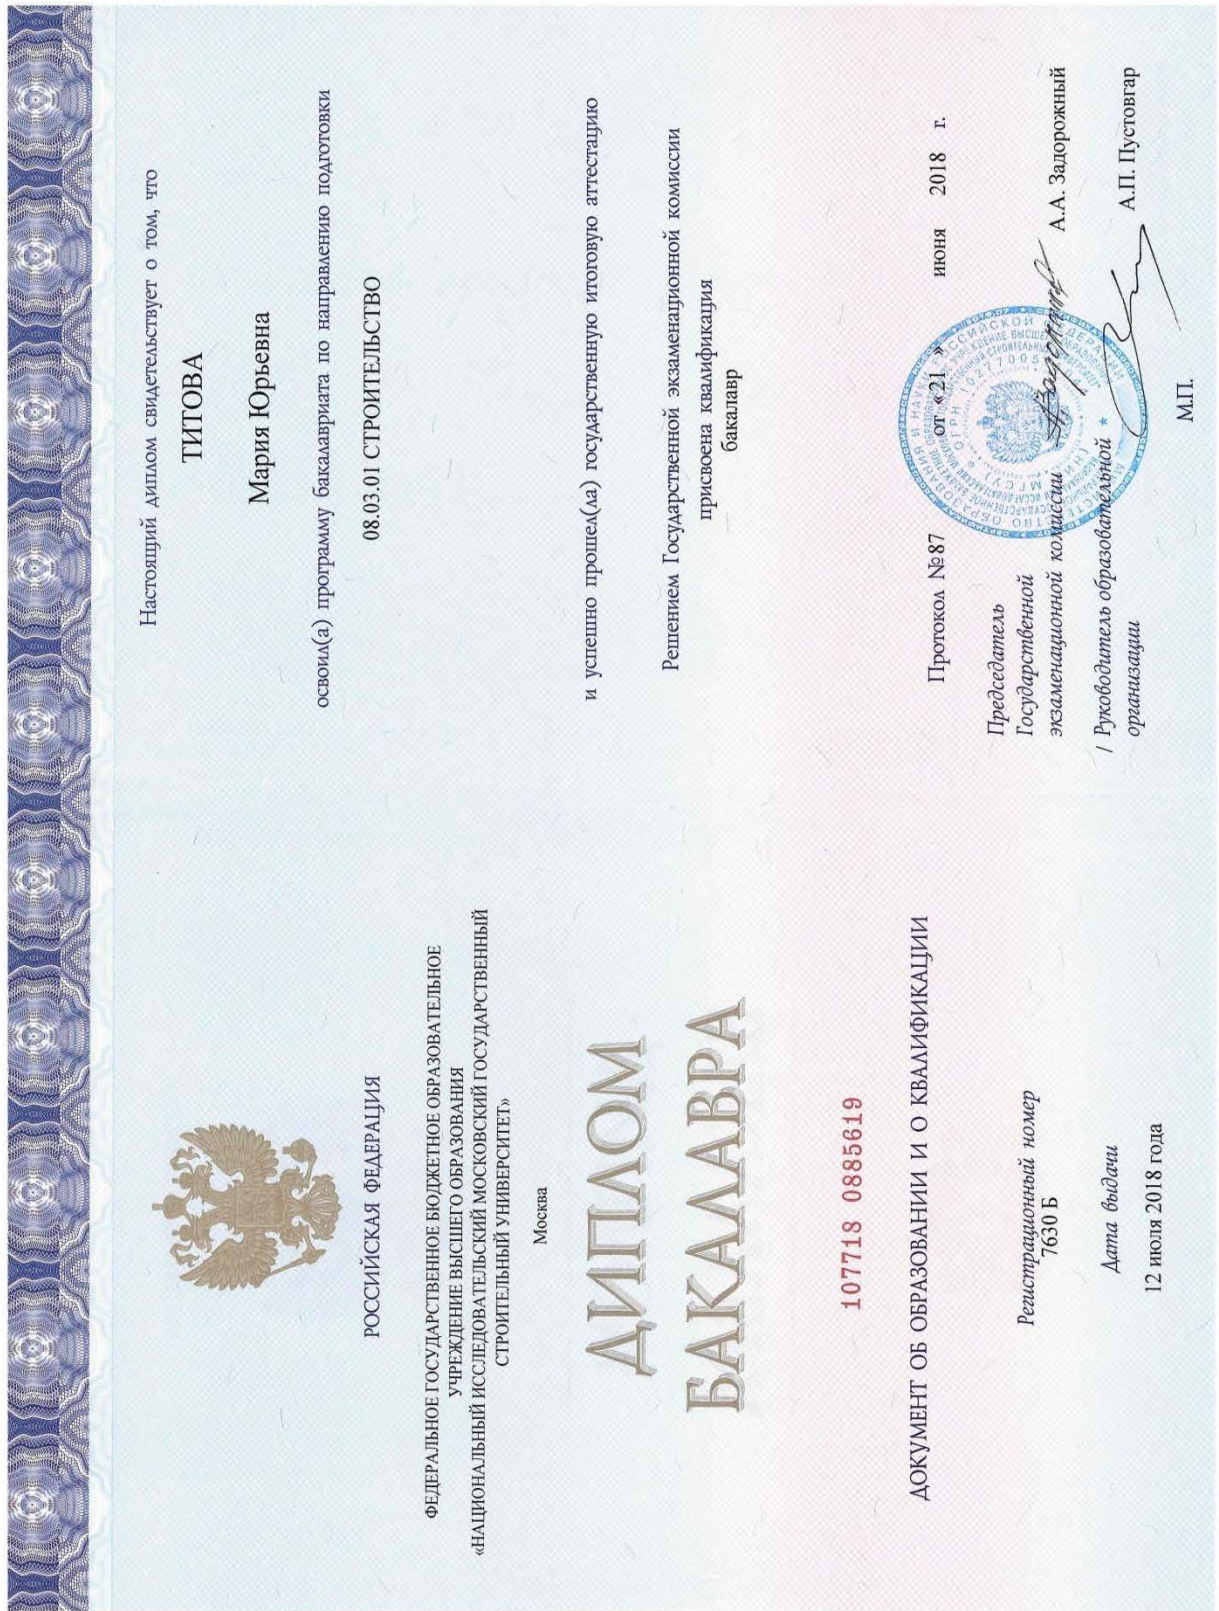 РОССИЙСКАЯ ФЕДЕРАЦИЯ
ФЕДЕРАЛЬНОЕ ГОСУДАРСТВЕННОЕ БЮДЖЕТНОЕ ОБРАЗОВАТЕЛЬНОЕ
УЧРЕЖДЕНИЕ ВЫСШЕГО ОБРАЗОВАНИЯ
«НАЦИОНАЛЬНЫЙ ИССЛЕДОВАТЕЛЬСКИЙ МОСКОВСКИЙ ГОСУДАРСТВЕННЫЙ
СТРОИТЕЛЬНЫЙ УНИВЕРСИТЕТ»
Москва
ДИПЛОМ
БАКАЛАВРА
107718 0885619
ДОКУМЕНТ ОБ ОБРАЗОВАНИИ И О КВАЛИФИКАЦИИ
Регистрационный номер
7630 Б
Дата выдачи
12 июля 2018 года
Настоящий диплом свидетельствует о том, что
ТИТОВА
Мария Юрьевна
освоил(а) программу бакалавриата по направлению подготовки
08.03.01 СТРОИТЕЛЬСТВО
и успешно прошел(ла) государственную итоговую аттестацию
Решением Государственной экзаменационной комиссии
присвоена квалификация
бакалавр
Протокол №87 от «21 » июня 2018 г.
Председатель
Государственной
экзаменационной комиссии А.А. Задорожный
/ Руководитель образовательной А.П. Пустовгар
организации
М.П.